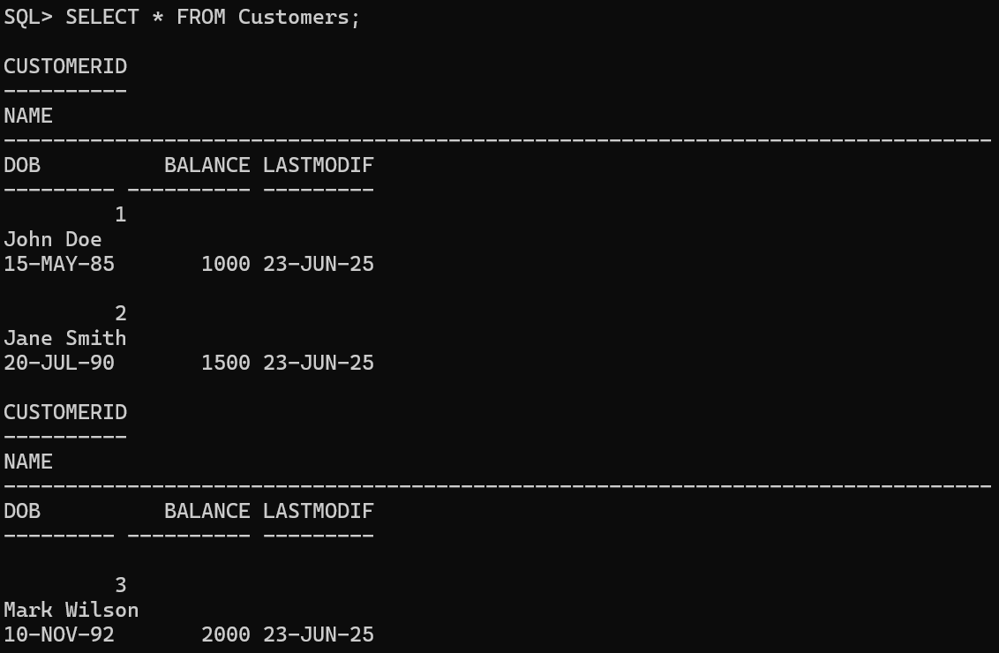 SQL> SELECT * FROM Customers;
CUSTOMERID
----------
NAME
--------------------------------------------------------------------------------
DOB          BALANCE LASTMODIF
--------- ---------- ---------
         1
John Doe
15-MAY-85       1000 23-JUN-25
         2
Jane Smith
20-JUL-90       1500 23-JUN-25
CUSTOMERID
----------
NAME
--------------------------------------------------------------------------------
DOB          BALANCE LASTMODIF
--------- ---------- ---------
         3
Mark Wilson
10-NOV-92       2000 23-JUN-25